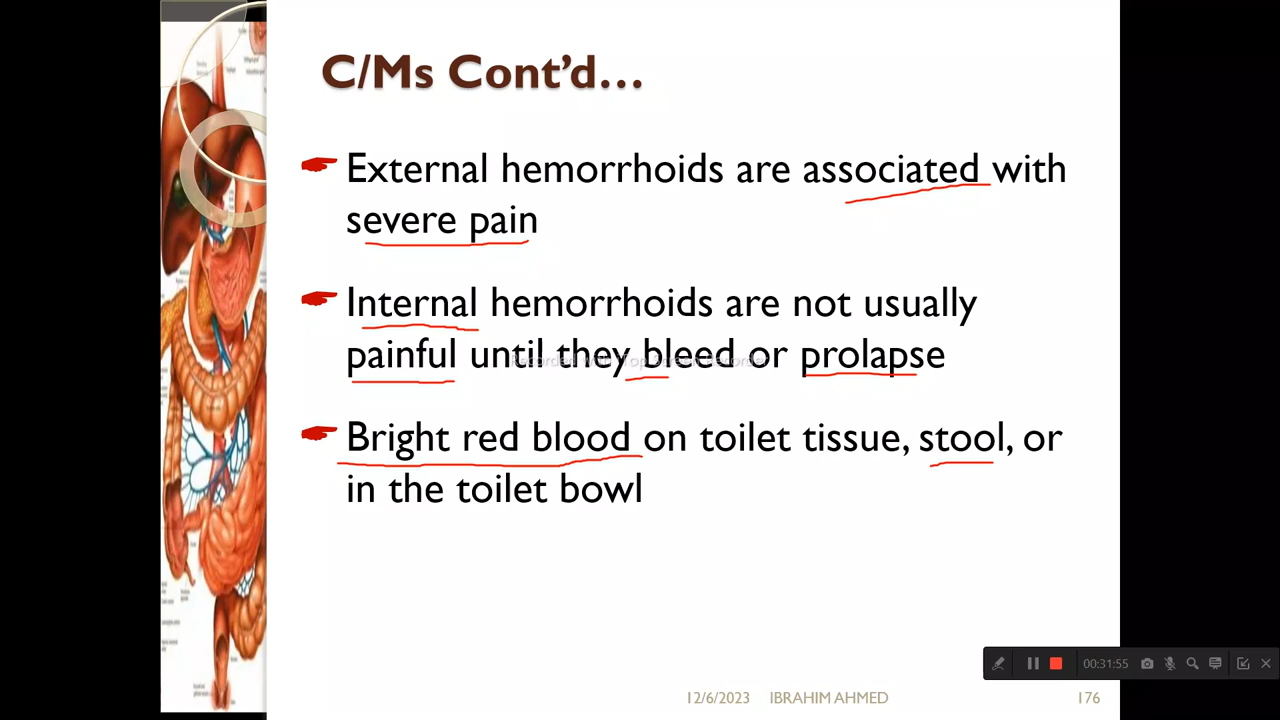 C/Ms Cont’d…
External hemorrhoids are associated with
severe pain
Internal hemorrhoids are not usually
painful until they bleed or prolapse
Bright red blood on toilet tissue, stool, or
in the toilet bowl
00:31:55
12/6/2023 IBRAHIM AHMED 176